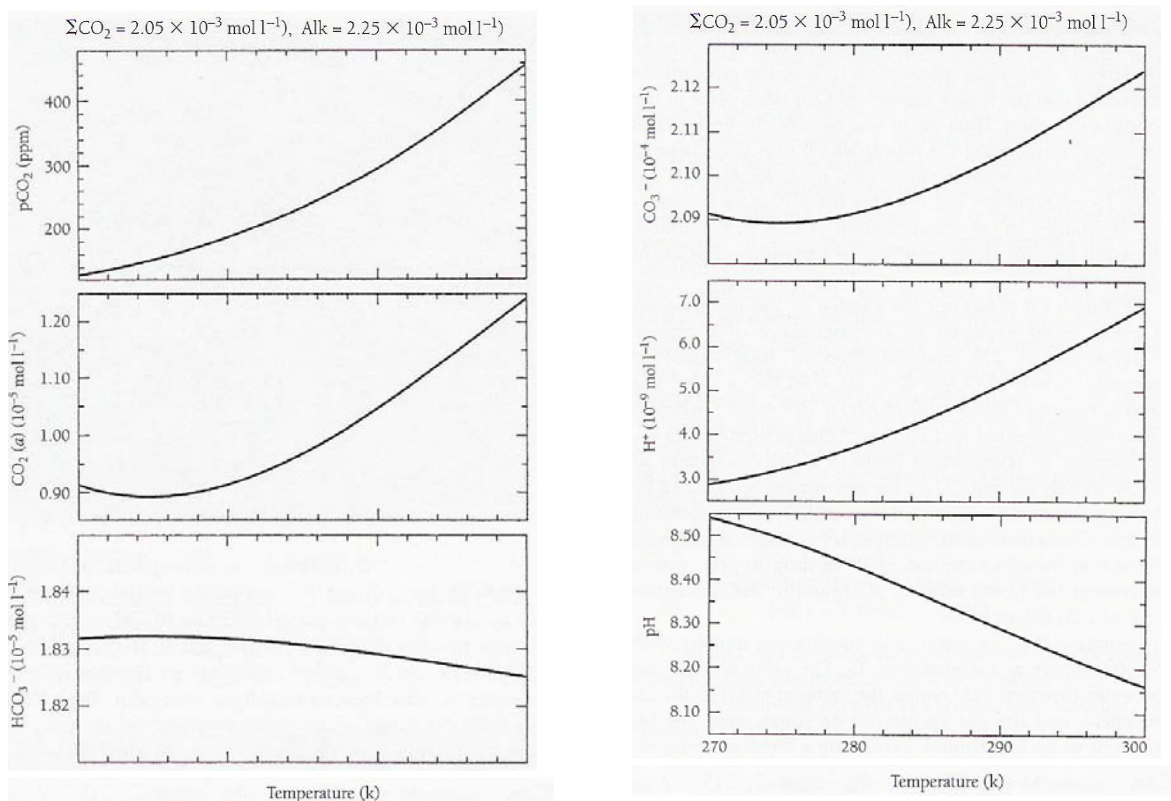 ΣCO₂ = 2.05 × 10⁻³ mol l⁻¹), Alk = 2.25 × 10⁻³ mol l⁻¹)
pCO₂ (ppm)
400
300
200
CO₂ (a) (10⁻⁵ mol l⁻¹)
1.20
1.10
1.00
0.90
HCO₃⁻ (10⁻⁵ mol l⁻¹)
1.84
1.83
1.82
Temperature (k)
ΣCO₂ = 2.05 × 10⁻³ mol l⁻¹), Alk = 2.25 × 10⁻³ mol l⁻¹)
CO₃⁻ (10⁻⁴ mol l⁻¹)
2.12
2.11
2.10
2.09
H⁺ (10⁻⁹ mol l⁻¹)
7.0
6.0
5.0
4.0
3.0
pH
8.50
8.40
8.30
8.20
8.10
270 280 290 300
Temperature (k)